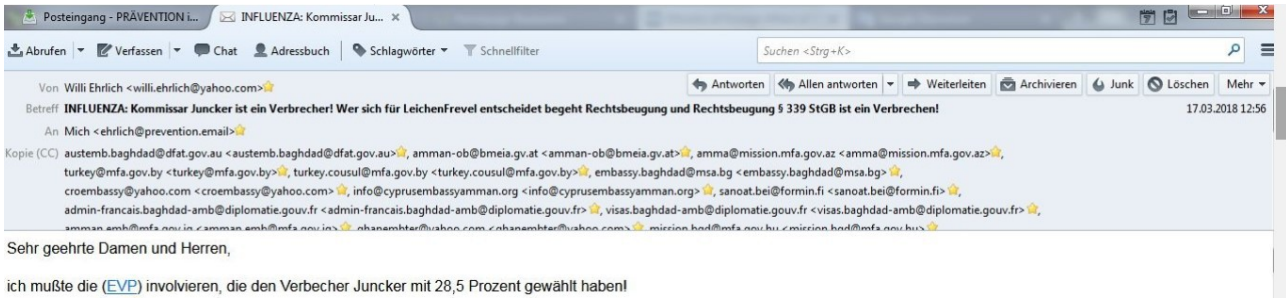 Posteingang - PRÄVENTION i... INFLUENZA: Kommissar Ju... ×
Abrufen Verfassen Chat Adressbuch Schlagwörter Schnellfilter Suchen <Strg+K>
Von Willi Ehrlich <willi.ehrlich@yahoo.com> Antworten Allen antworten Weiterleiten Archivieren Junk Löschen Mehr
Betreff INFLUENZA: Kommissar Juncker ist ein Verbrecher! Wer sich für LeichenFrevel entscheidet begeht Rechtsbeugung und Rechtsbeugung § 339 StGB ist ein Verbrechen! 17.03.2018 12:56
An Mich <ehrlich@prevention.email>
Kopie (CC) austemb.baghdad@dfat.gov.au <austemb.baghdad@dfat.gov.au>, amman-ob@bmeia.gv.at <amman-ob@bmeia.gv.at>, amma@mission.mfa.gov.az <amma@mission.mfa.gov.az>,
turkey@mfa.gov.by <turkey@mfa.gov.by>, turkey.cousul@mfa.gov.by <turkey.cousul@mfa.gov.by>, embassy.baghdad@msa.bg <embassy.baghdad@msa.bg>,
croembassy@yahoo.com <croembassy@yahoo.com>, info@cyprusembassyamman.org <info@cyprusembassyamman.org>, sanoat.bei@formin.fi <sanoat.bei@formin.fi>,
admin-francais.baghdad-amb@diplomatie.gouv.fr <admin-francais.baghdad-amb@diplomatie.gouv.fr>, visas.baghdad-amb@diplomatie.gouv.fr <visas.baghdad-amb@diplomatie.gouv.fr>,
Sehr geehrte Damen und Herren,
ich mußte die (EVP) involvieren, die den Verbecher Juncker mit 28,5 Prozent gewählt haben!